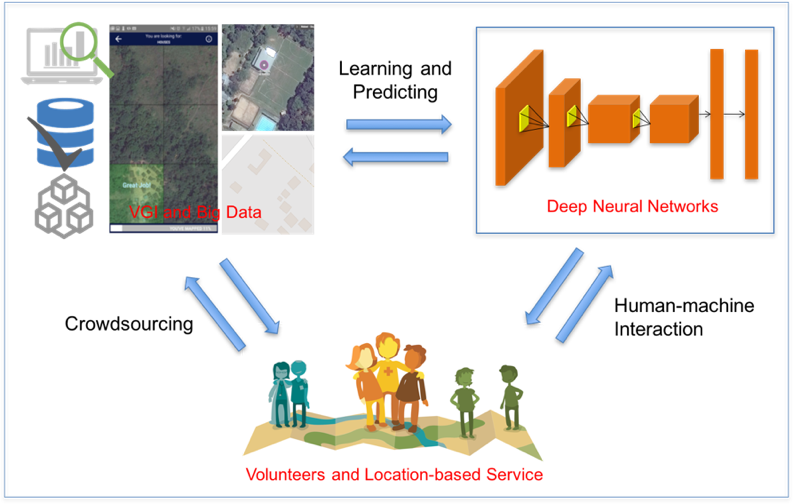 You are looking for
Learning and
Predicting
Great Job!
VGI and Big Data
Deep Neural Networks
Crowdsourcing
Human-machine
Interaction
Volunteers and Location-based Service